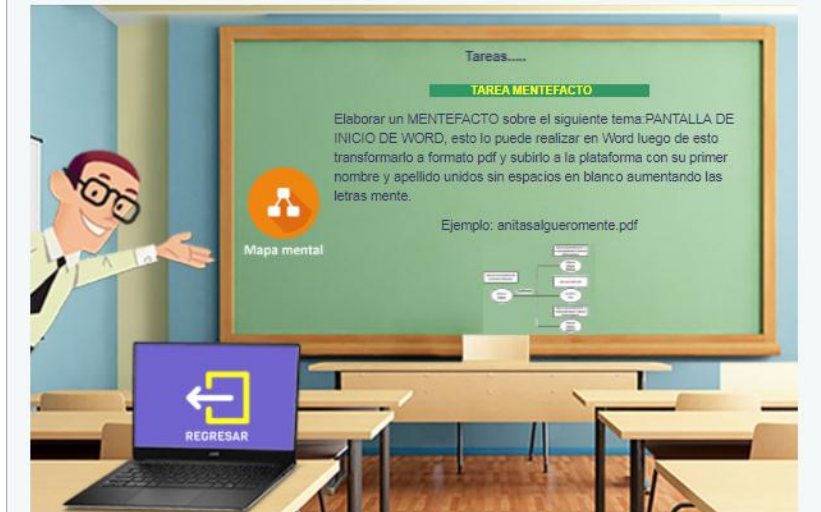 Tareas.....
TAREA MENTEFACTO
Elaborar un MENTEFACTO sobre el siguiente tema:PANTALLA DE
INICIO DE WORD, esto lo puede realizar en Word luego de esto
transformarlo a formato pdf y subirlo a la plataforma con su primer
nombre y apellido unidos sin espacios en blanco aumentando las
letras mente.
Mapa mental
Ejemplo: anitasalgueromente.pdf
REGRESAR